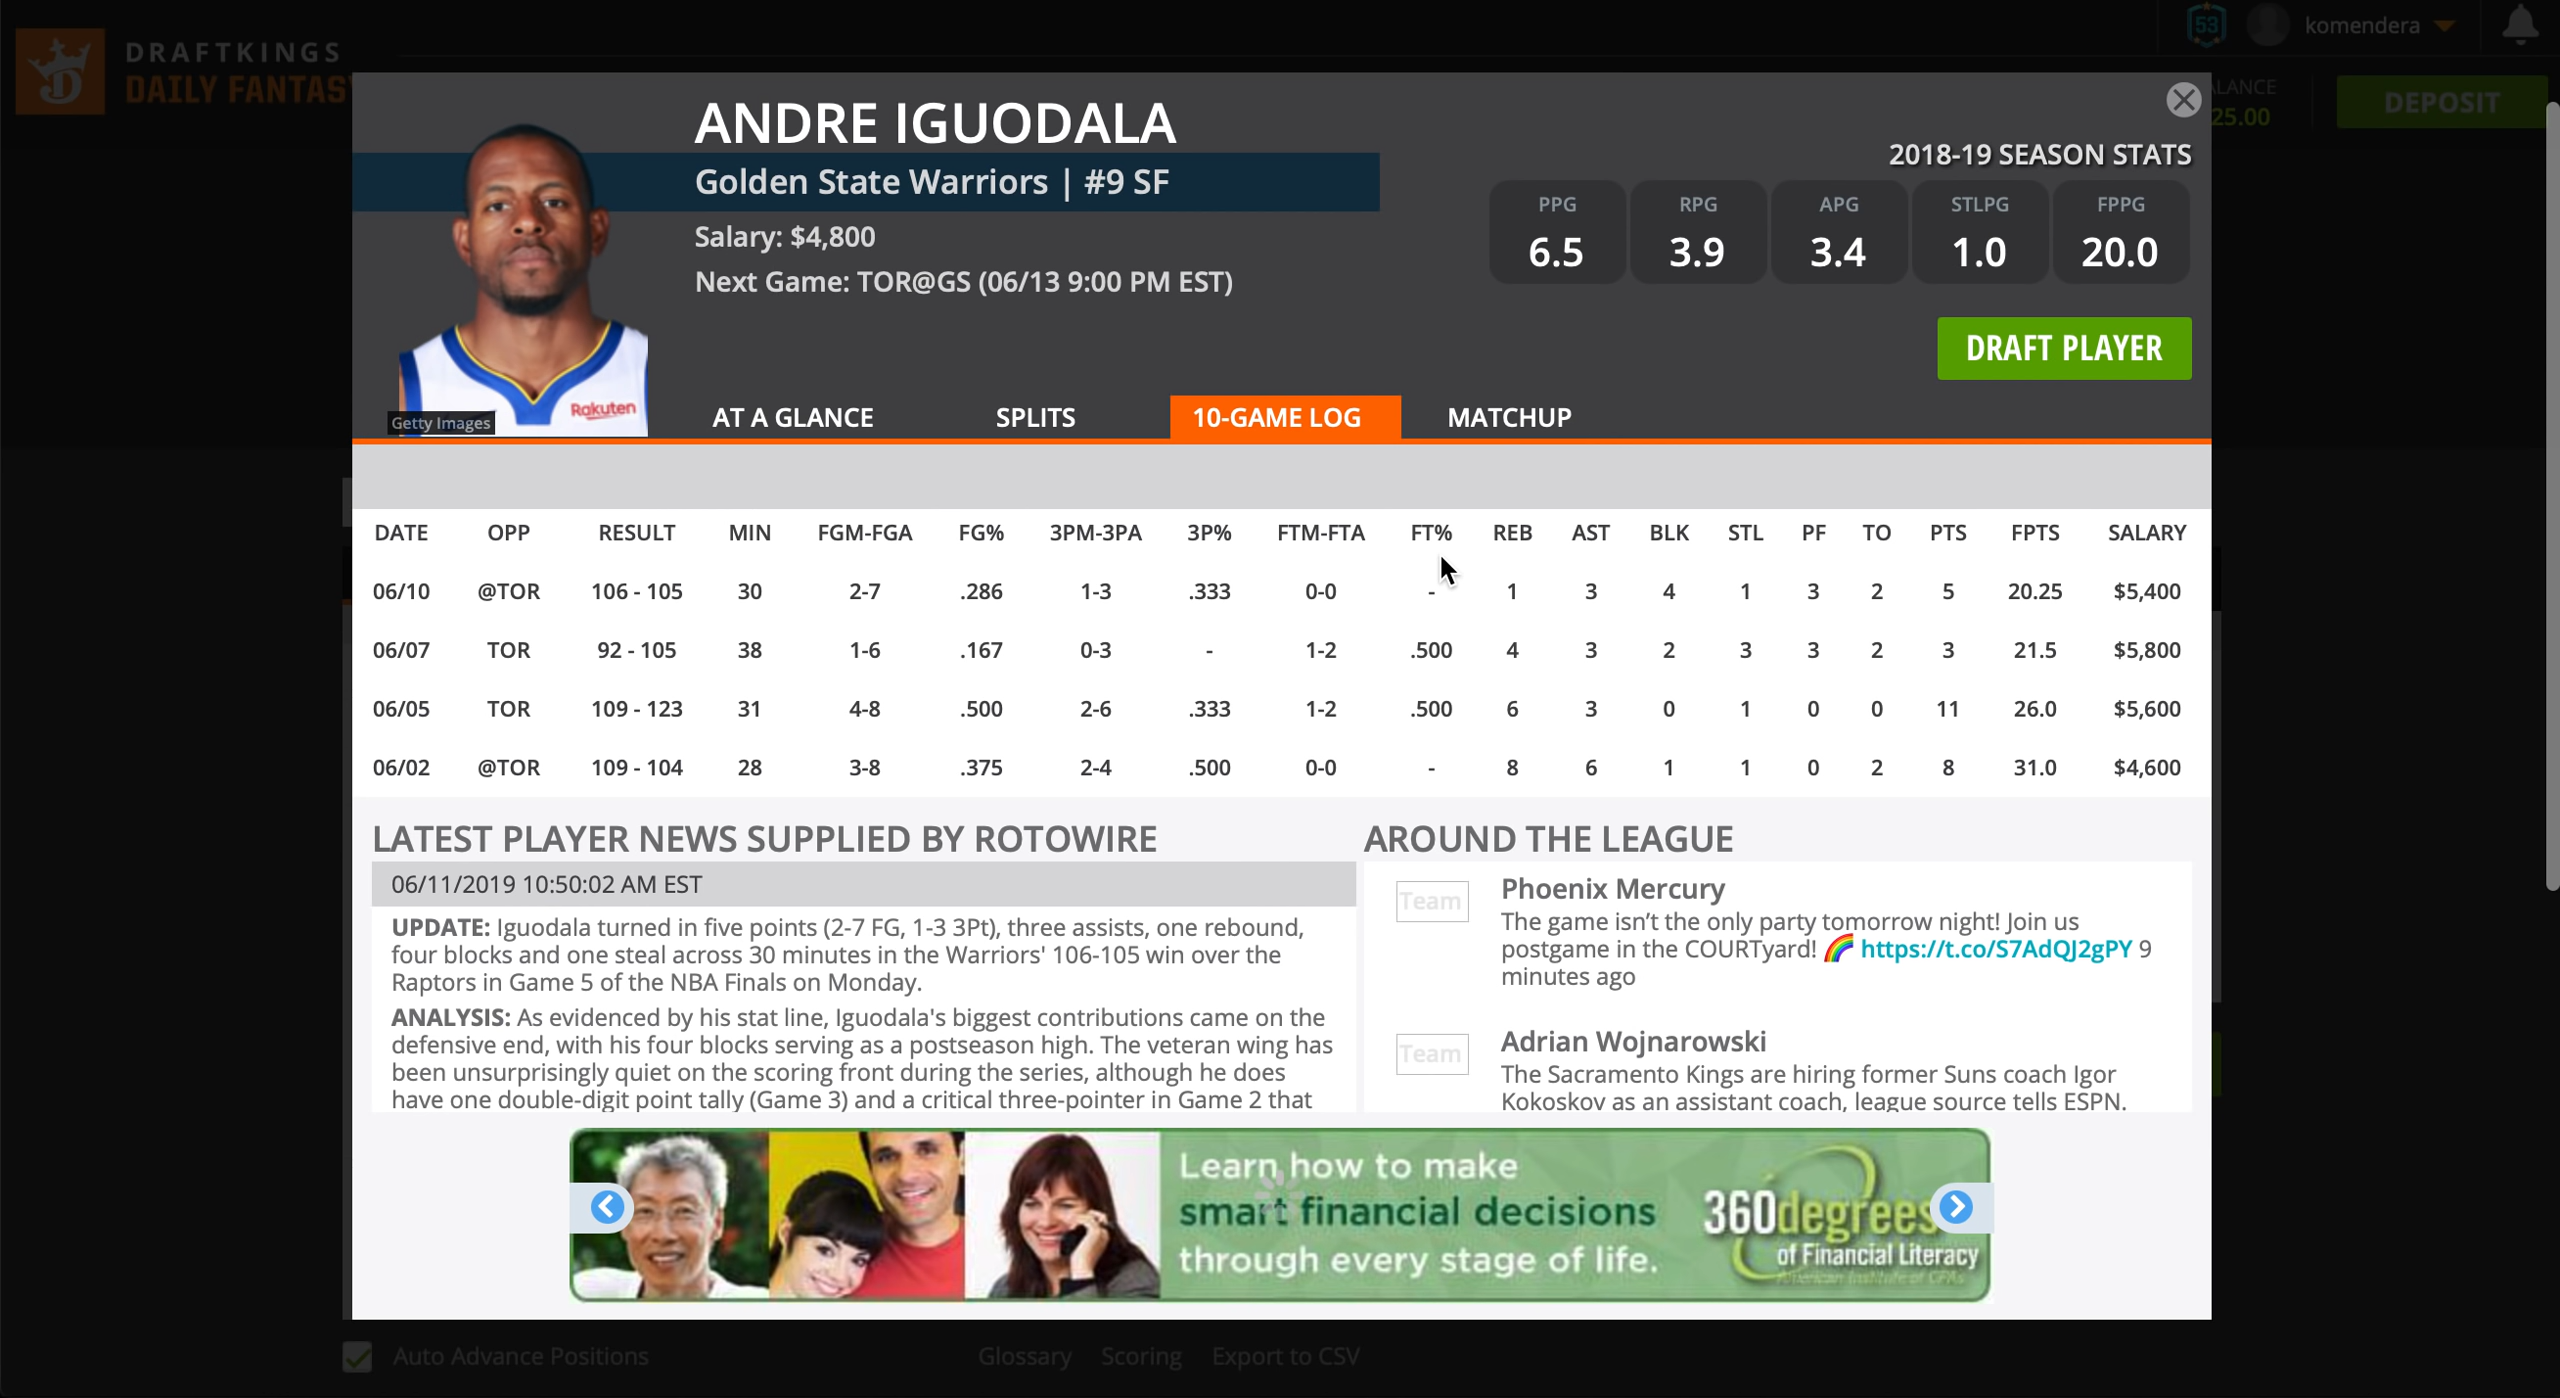 DRAFTKINGS
DAILY FANTAS
53
komendera
ALANCE
25.00
DEPOSIT
ANDRE IGUODALA
Golden State Warriors | #9 SF
Salary: $4,800
Next Game: TOR@GS (06/13 9:00 PM EST)
2018-19 SEASON STATS
PPG RPG APG STLPG FPPG
6.5 3.9 3.4 1.0 20.0
DRAFT PLAYER
Rakuten
Getty Images
AT A GLANCE SPLITS 10-GAME LOG MATCHUP
DATE OPP RESULT MIN FGM-FGA FG% 3PM-3PA 3P% FTM-FTA FT% REB AST BLK STL PF TO PTS FPTS SALARY
06/10 @TOR 106 - 105 30 2-7 .286 1-3 .333 0-0 - 1 3 4 1 3 2 5 20.25 $5,400
06/07 TOR 92 - 105 38 1-6 .167 0-3 - 1-2 .500 4 3 2 3 3 2 3 21.5 $5,800
06/05 TOR 109 - 123 31 4-8 .500 2-6 .333 1-2 .500 6 3 0 1 0 0 11 26.0 $5,600
06/02 @TOR 109 - 104 28 3-8 .375 2-4 .500 0-0 - 8 6 1 1 0 2 8 31.0 $4,600
LATEST PLAYER NEWS SUPPLIED BY ROTOWIRE
06/11/2019 10:50:02 AM EST
UPDATE: Iguodala turned in five points (2-7 FG, 1-3 3Pt), three assists, one rebound,
four blocks and one steal across 30 minutes in the Warriors' 106-105 win over the
Raptors in Game 5 of the NBA Finals on Monday.
ANALYSIS: As evidenced by his stat line, Iguodala's biggest contributions came on the
defensive end, with his four blocks serving as a postseason high. The veteran wing has
been unsurprisingly quiet on the scoring front during the series, although he does
have one double-digit point tally (Game 3) and a critical three-pointer in Game 2 that
AROUND THE LEAGUE
Team
Phoenix Mercury
The game isn't the only party tomorrow night! Join us
postgame in the COURTyard! 🌈 https://t.co/S7AdQJ2gPY 9
minutes ago
Team
Adrian Wojnarowski
The Sacramento Kings are hiring former Suns coach Igor
Kokoskov as an assistant coach, league source tells ESPN.
Learn how to make
smart financial decisions
through every stage of life.
360degrees
of Financial Literacy
American Institute of CPAs
Auto Advance Positions
Glossary Scoring Export to CSV